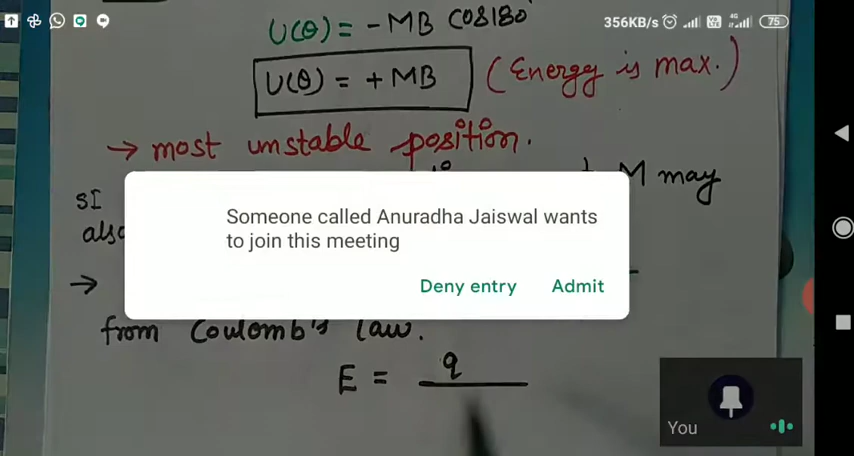 356KB/s 4G 75
U(θ) = - MB COS180°
U(θ) = + MB (Energy is max.)
→ most unstable position.
M may
SI
also
Someone called Anuradha Jaiswal wants
to join this meeting
Deny entry Admit
→
from Coulomb's law.
E = q
You